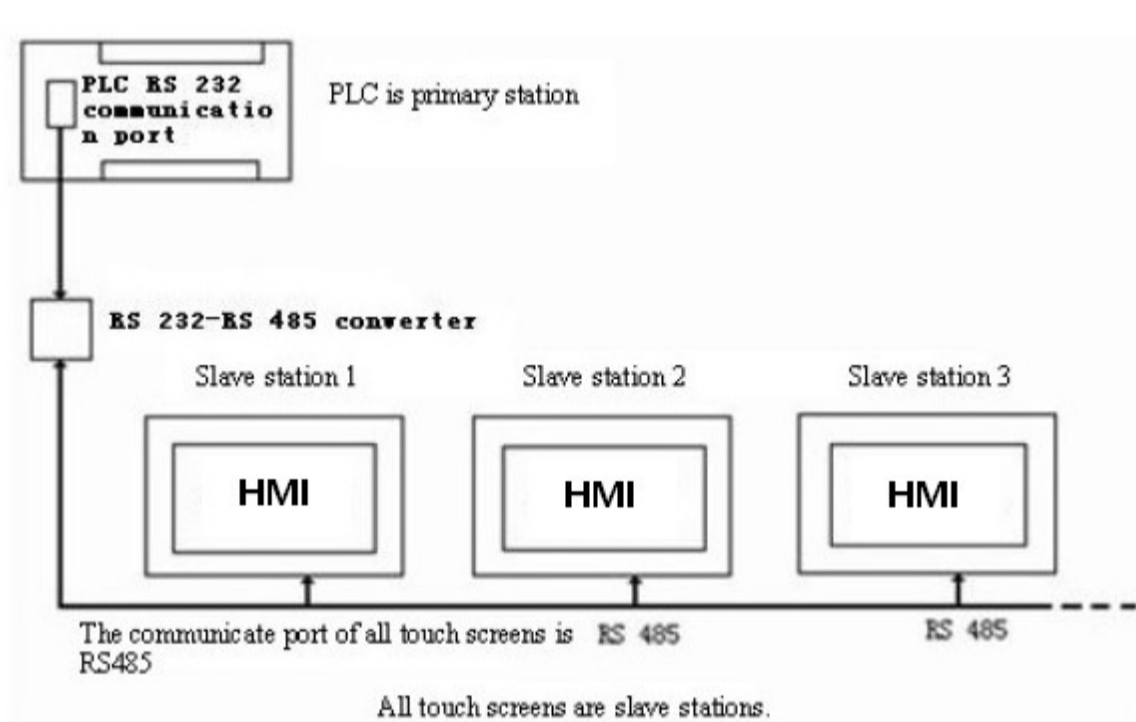 PLC RS 232
communicatio
n port
PLC is primary station
RS 232-RS 485 converter
Slave station 1
Slave station 2
Slave station 3
HMI
HMI
HMI
The communicate port of all touch screens is
RS485
RS 485
RS 485
All touch screens are slave stations.